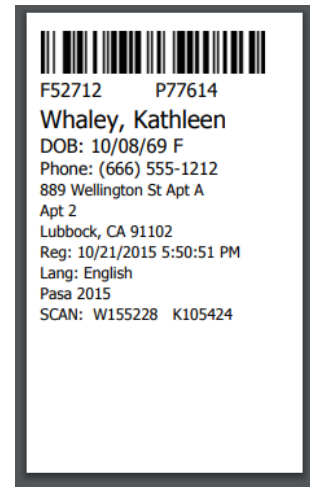 F52712 P77614
Whaley, Kathleen
DOB: 10/08/69 F
Phone: (666) 555-1212
889 Wellington St Apt A
Apt 2
Lubbock, CA 91102
Reg: 10/21/2015 5:50:51 PM
Lang: English
Pasa 2015
SCAN: W155228 K105424